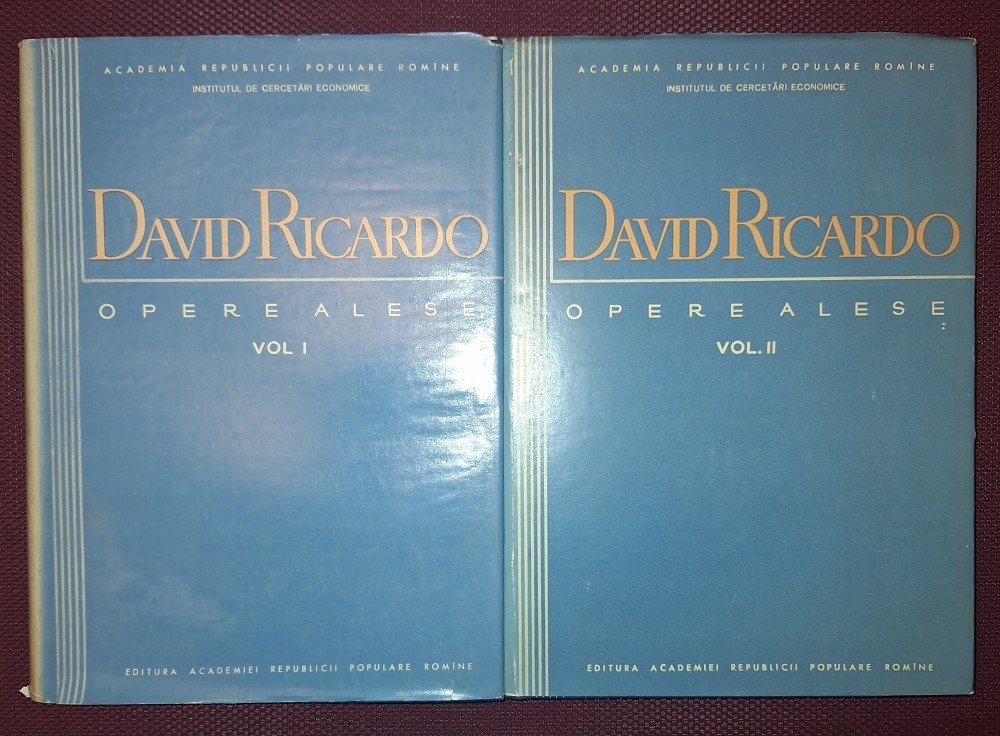 ACADEMIA REPUBLICII POPULARE ROMÎNE
INSTITUTUL DE CERCETĂRI ECONOMICE
DAVID RICARDO
OPERE ALESE
VOL I
EDITURA ACADEMIEI REPUBLICII POPULARE ROMÎNE
ACADEMIA REPUBLICII POPULARE ROMÎNE
INSTITUTUL DE CERCETĂRI ECONOMICE
DAVID RICARDO
OPERE ALESE
VOL. II
EDITURA ACADEMIEI REPUBLICII POPULARE ROMÎNE